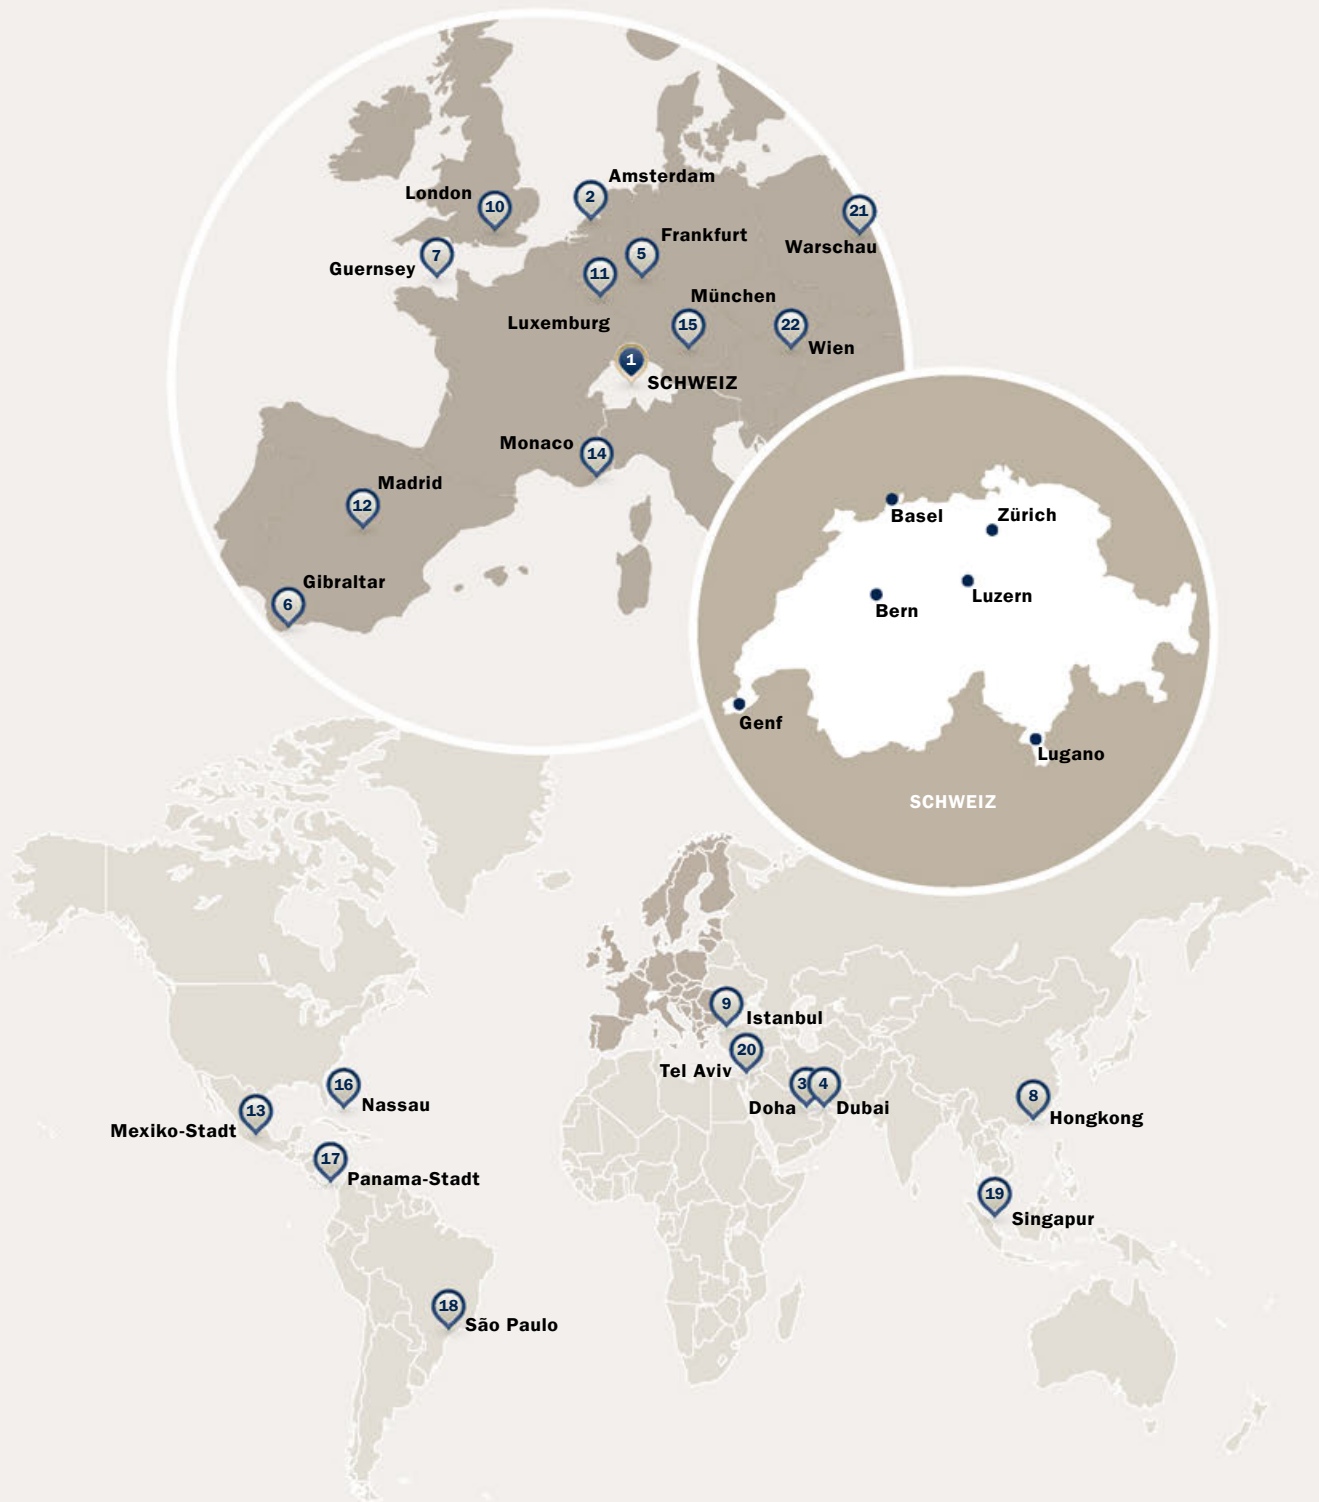 Amsterdam
2
London
10
21
Warschau
Frankfurt
5
7
Guernsey
11
München
15
Luxemburg
22
Wien
1
SCHWEIZ
Monaco
14
Madrid
12
Gibraltar
6
Basel
Zürich
Luzern
Bern
Genf
Lugano
SCHWEIZ
9
Istanbul
20
Tel Aviv
3
4
Doha
Dubai
16
Nassau
8
Hongkong
13
Mexiko-Stadt
17
Panama-Stadt
19
Singapur
18
São Paulo